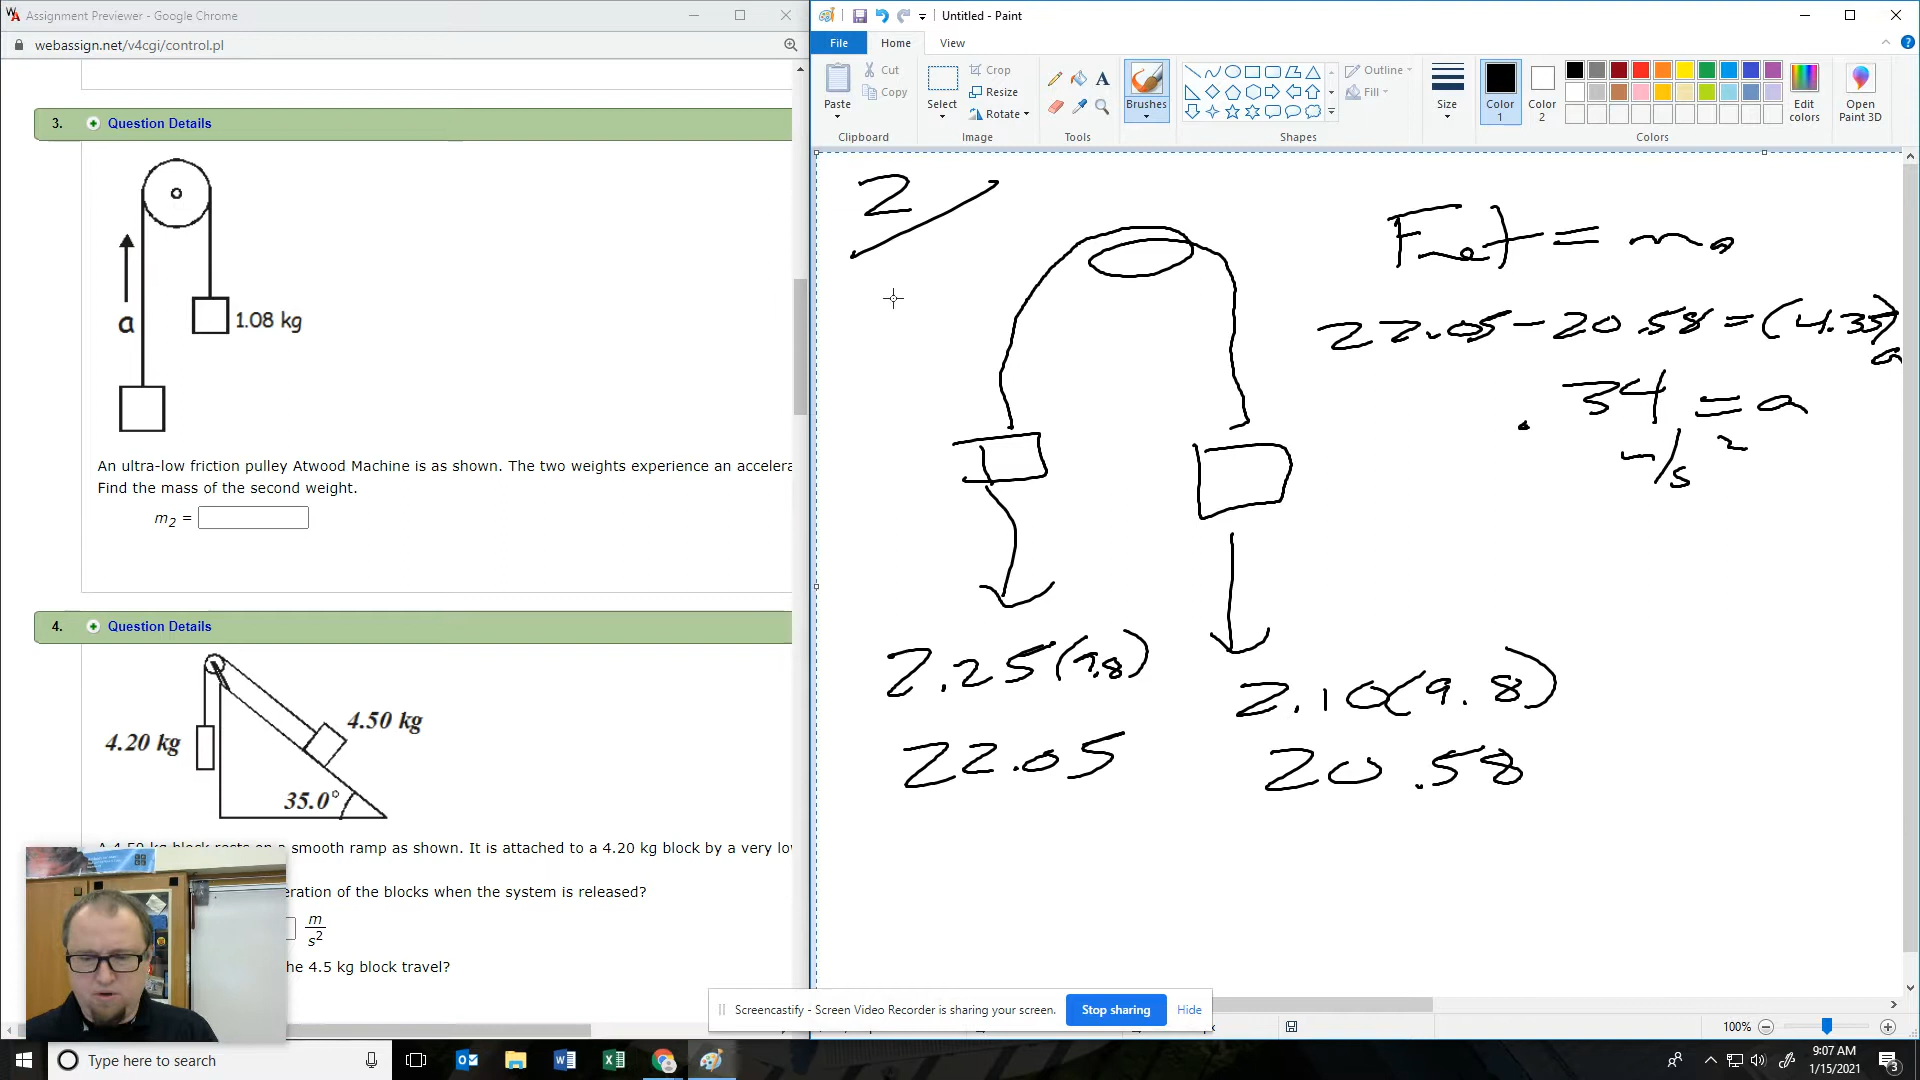 Assignment Previewer - Google Chrome
webassign.net/v4cgi/control.pl
3. Question Details
1.08 kg
a
An ultra-low friction pulley Atwood Machine is as shown. The two weights experience an accelera
Find the mass of the second weight.
m2 =
4. Question Details
4.50 kg
4.20 kg
35.0°
A 4.50 kg block rests on a smooth ramp as shown. It is attached to a 4.20 kg block by a very lo
eration of the blocks when the system is released?
m
s2
he 4.5 kg block travel?
Untitled - Paint
File Home View
Paste
Cut
Copy
Clipboard
Select
Crop
Resize
Rotate
Image
Tools
Brushes
Shapes
Outline
Fill
Size
Color 1
Color 2
Edit colors
Open Paint 3D
Colors
2
Fnet = ma
22.05 - 20.58 = (4.35)
a
.34 = a
m/s2
2.25(9.8)
2.10(9.8)
22.05
20.58
Screencastify - Screen Video Recorder is sharing your screen.
Stop sharing
Hide
100%
Type here to search
9:07 AM
1/15/2021
3